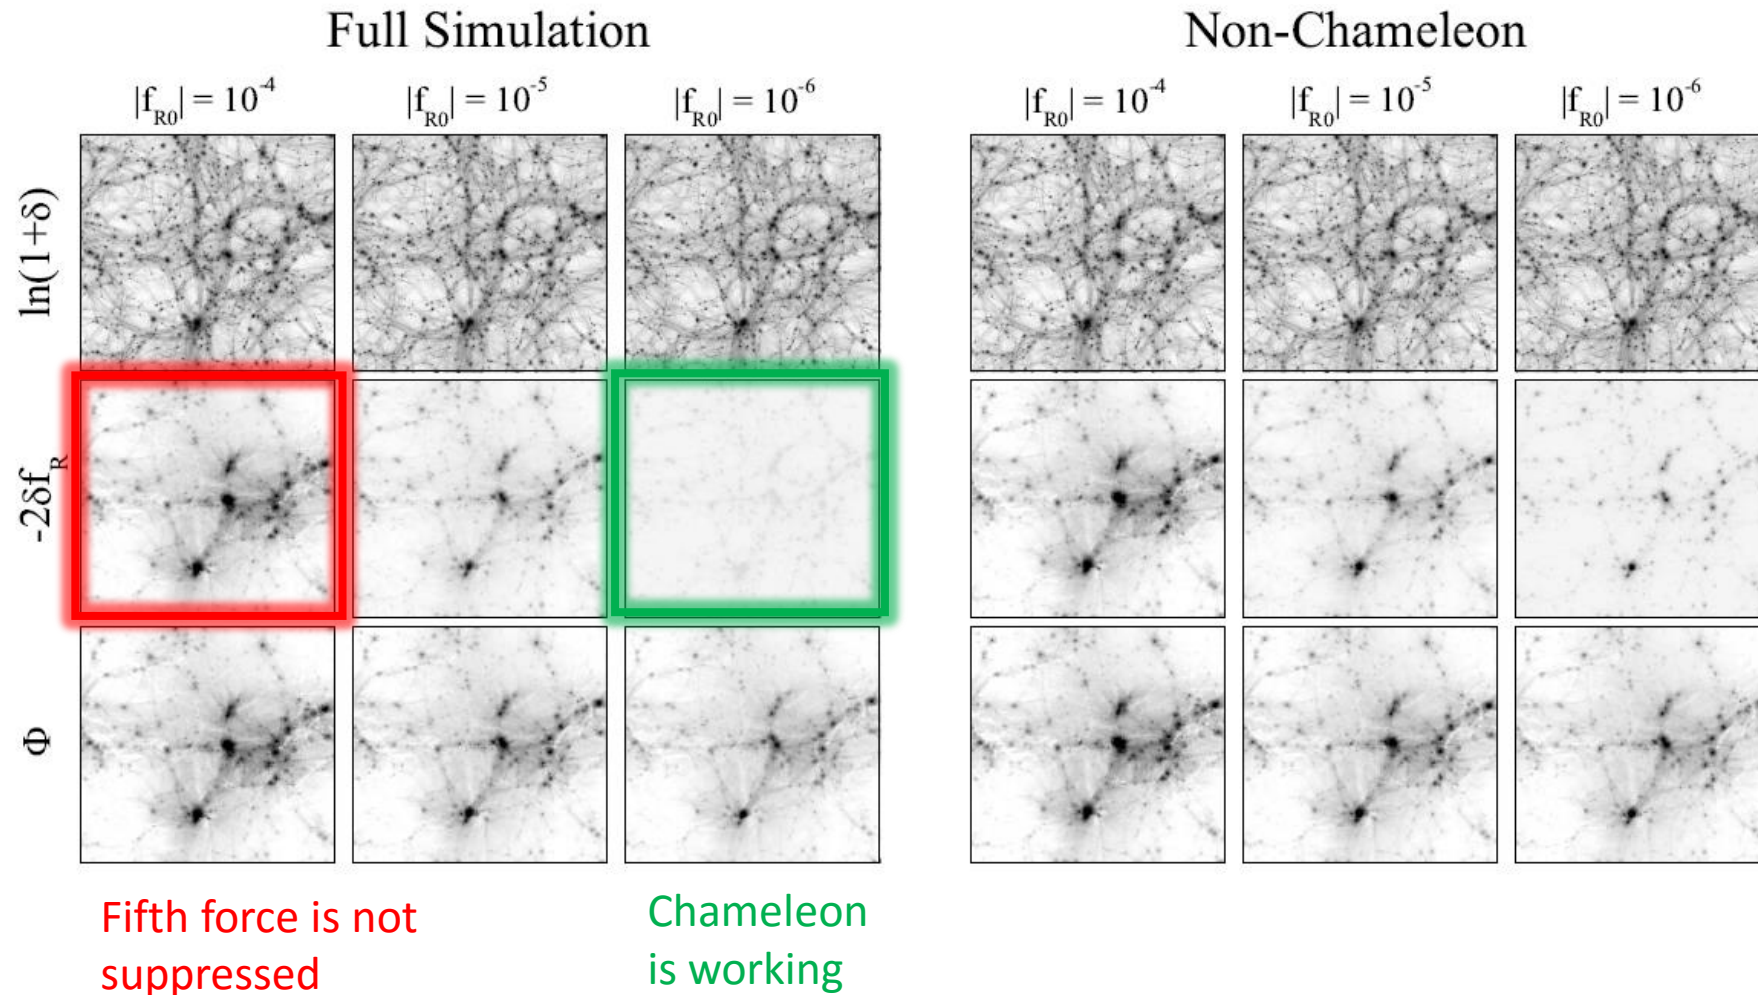 Full Simulation
Non-Chameleon
|f_R0| = 10^-4
|f_R0| = 10^-5
|f_R0| = 10^-6
|f_R0| = 10^-4
|f_R0| = 10^-5
|f_R0| = 10^-6
ln(1+δ)
-2δf_R
Φ
Fifth force is not
suppressed
Chameleon
is working